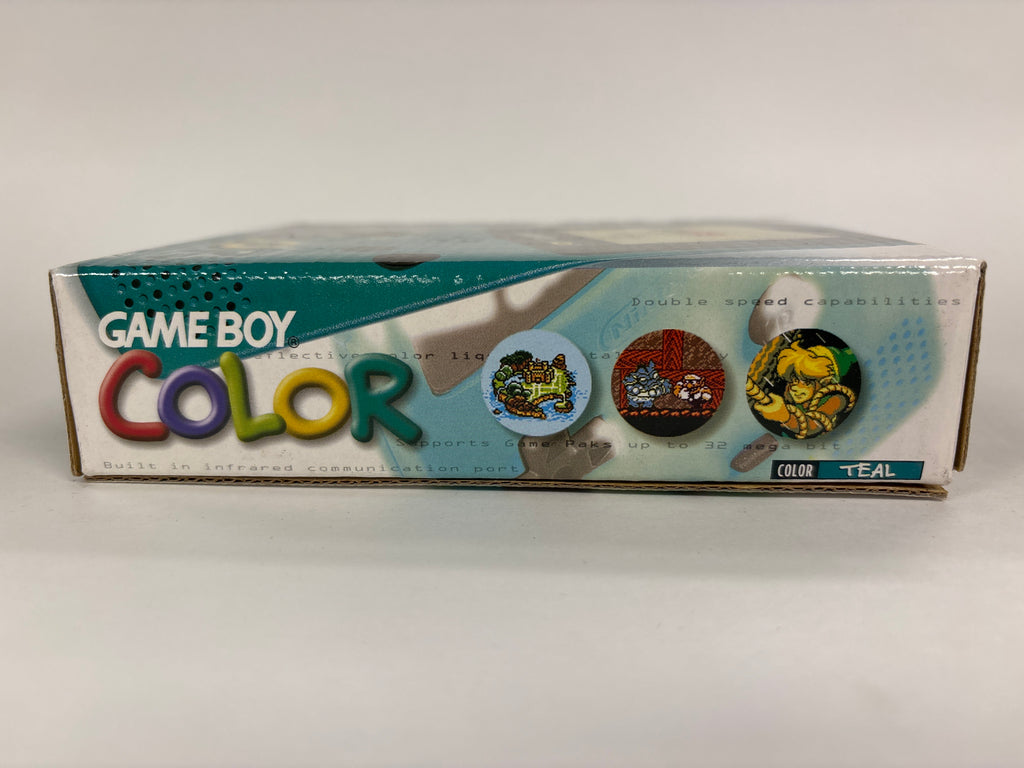 Double speed capabilities
GAME BOY®
COLOR
Supports Game Paks up to 32 mega bit
Built in infrared communication port
COLOR TEAL